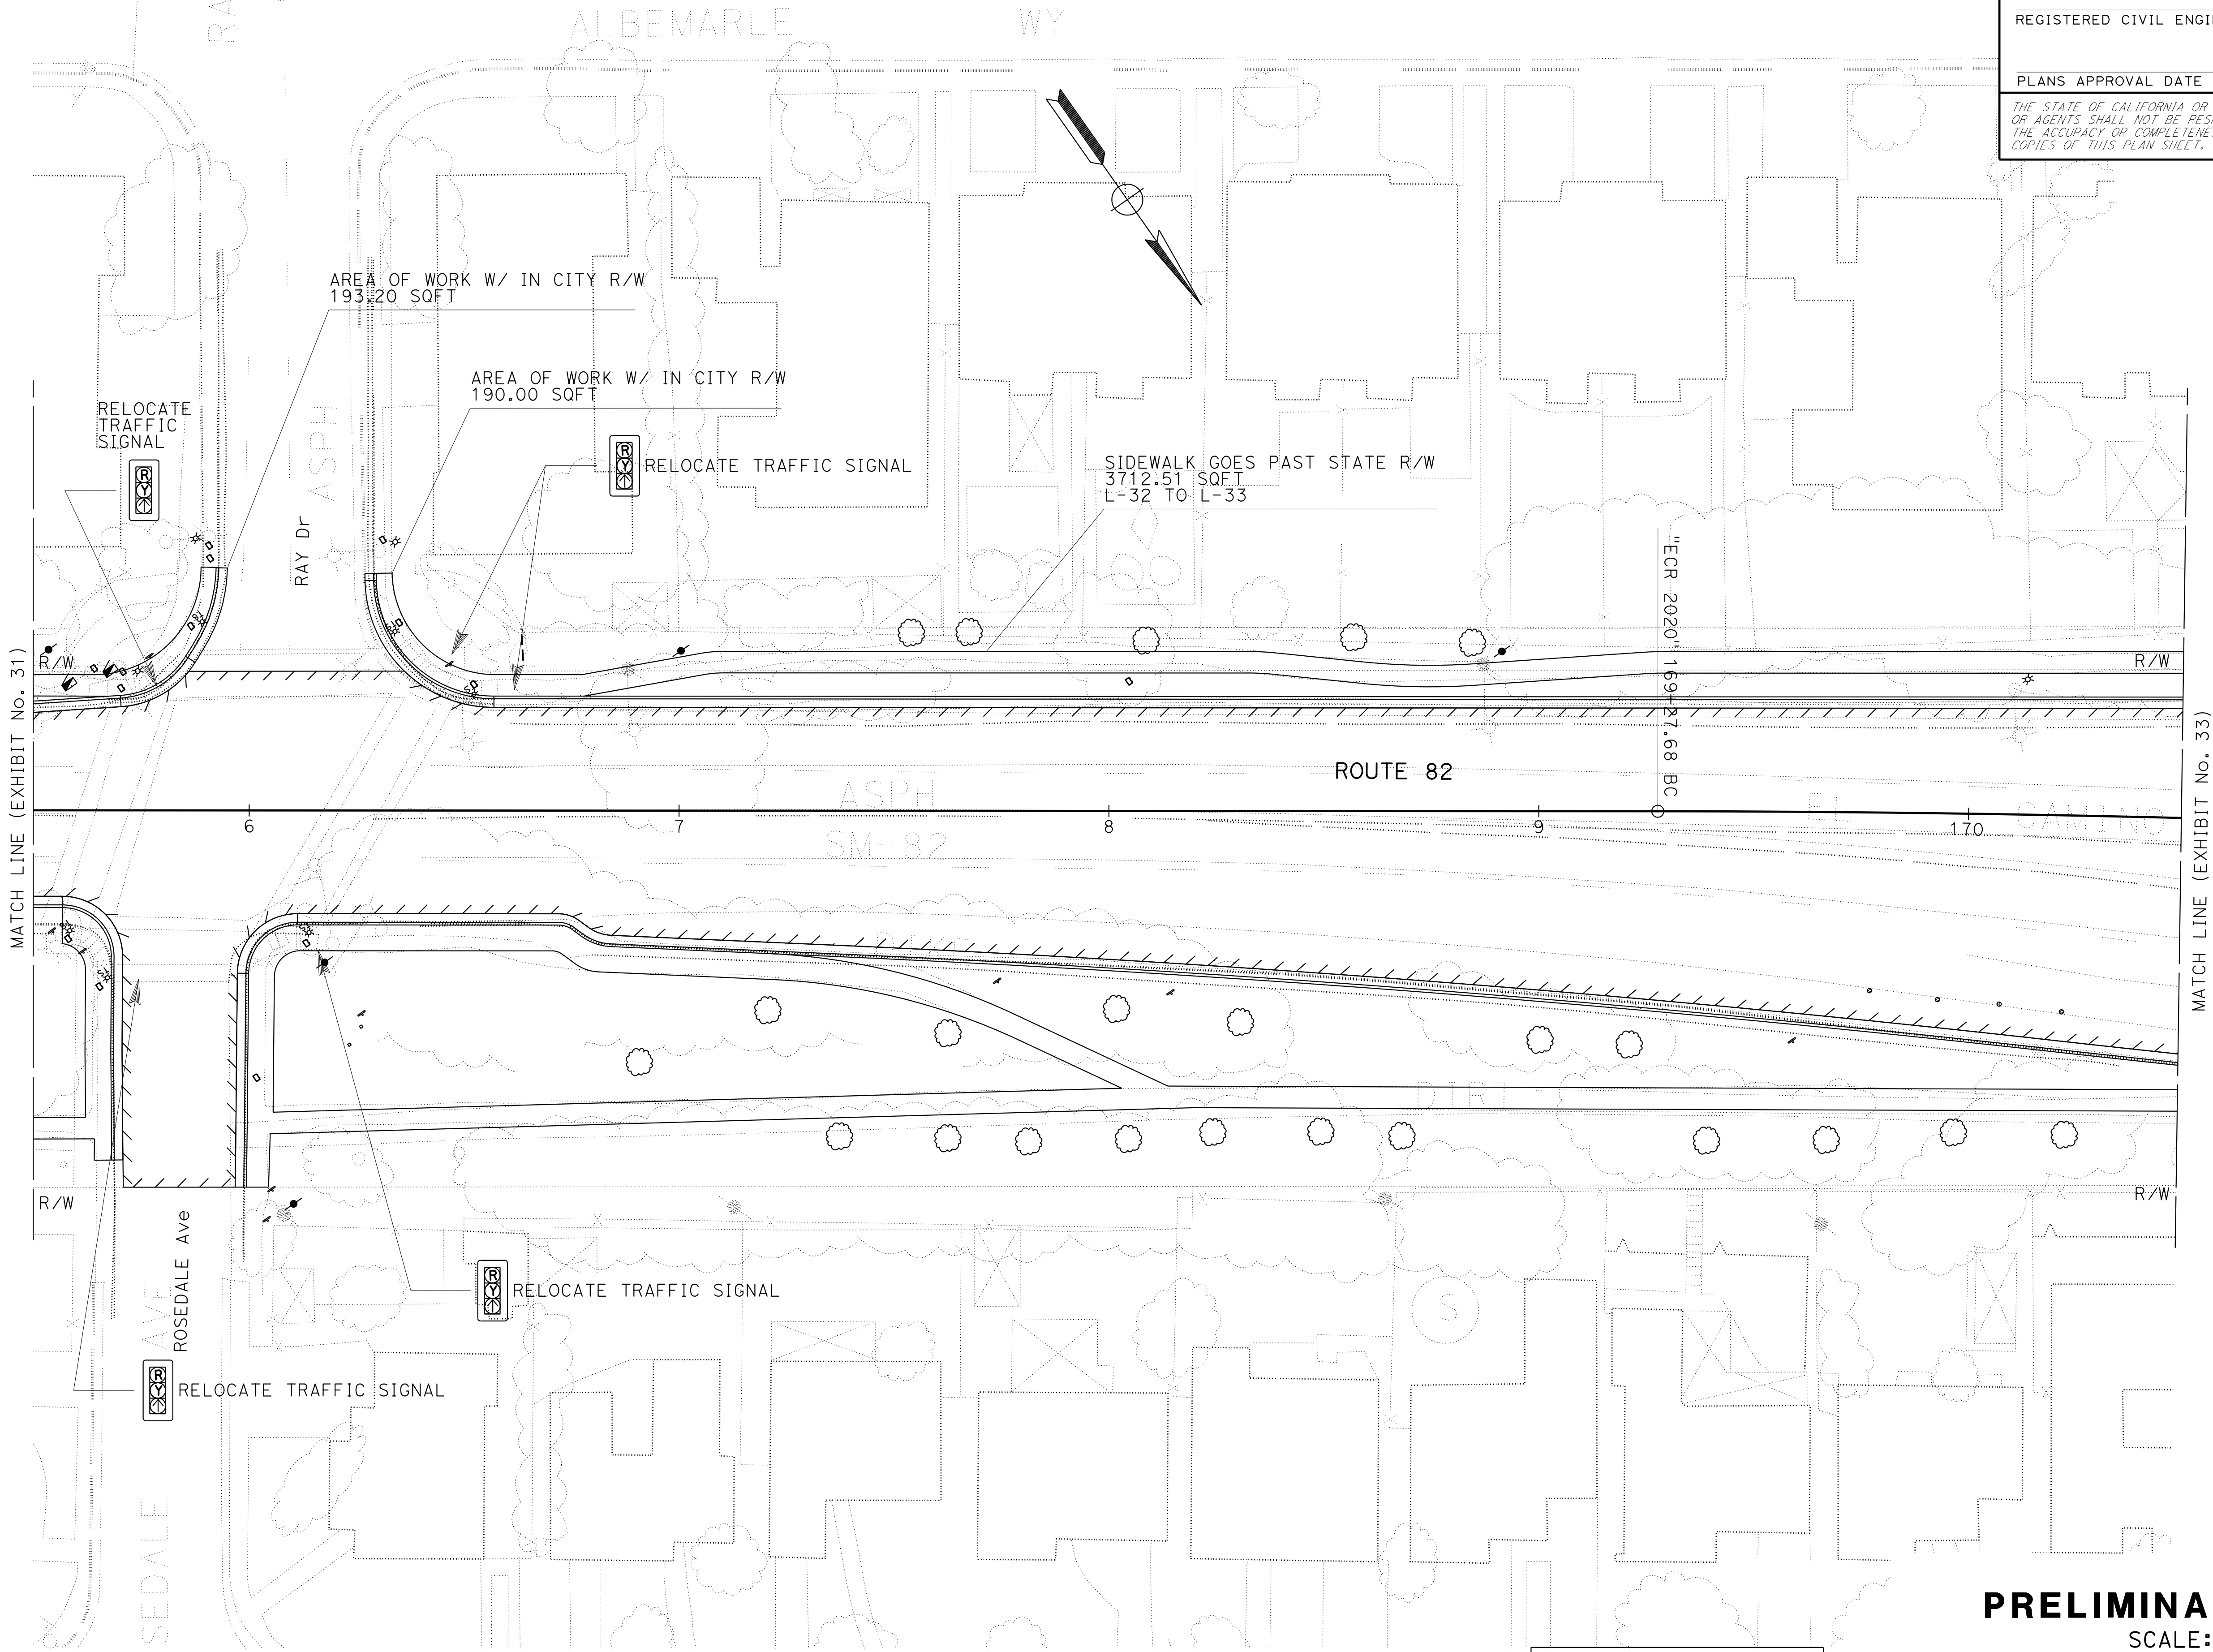 ALBEMARLE WY
REGISTERED CIVIL
PLANS APPROVAL DATE
THE STATE OF CALIFORNIA OR
OR AGENTS SHALL NOT BE
THE ACCURACY OR
COPIES OF THIS PLAN SHEET.
AREA OF WORK W/ IN CITY R/W
193.20 SQFT
AREA OF WORK W/ IN CITY R/W
190.00 SQFT
RELOCATE
TRAFFIC
SIGNAL
R
Y
R
Y
RELOCATE TRAFFIC SIGNAL
SIDEWALK GOES PAST STATE R/W
3712.51 SQFT
L-32 TO L-33
ASPH
RAY Dr
"ECR 2020" 169+27.68 BC
MATCH LINE (EXHIBIT No. 31)
R/W
R/W
MATCH LINE (EXHIBIT No. 33)
ROUTE 82
ASPH
EL CAMINO
6
7
8
9
170
SM-82
DIRT
DIRT
R/W
R/W
ROSEDALE Ave
AVE
R
Y
RELOCATE TRAFFIC SIGNAL
S
R
Y
RELOCATE TRAFFIC SIGNAL
SEDALE
PRELIMINA
SCALE: